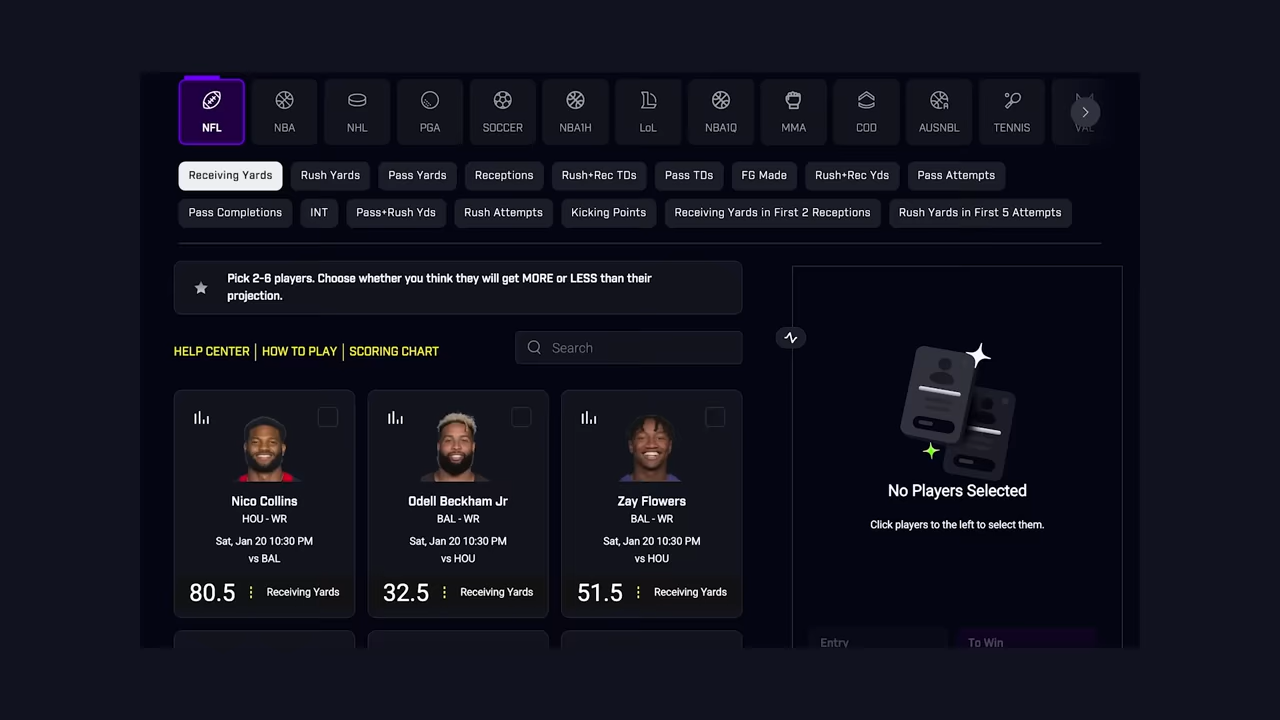 NFL
NBA
NHL
PGA
SOCCER
NBA1H
LoL
NBA1Q
MMA
COD
AUSNBL
TENNIS
VAL
Receiving Yards
Rush Yards
Pass Yards
Receptions
Rush+Rec TDs
Pass TDs
FG Made
Rush+Rec Yds
Pass Attempts
Pass Completions
INT
Pass+Rush Yds
Rush Attempts
Kicking Points
Receiving Yards in First 2 Receptions
Rush Yards in First 5 Attempts
Pick 2-6 players. Choose whether you think they will get MORE or LESS than their
projection.
HELP CENTER | HOW TO PLAY | SCORING CHART
Search
Nico Collins
HOU - WR
Sat, Jan 20 10:30 PM
vs BAL
80.5 Receiving Yards
Odell Beckham Jr
BAL - WR
Sat, Jan 20 10:30 PM
vs HOU
32.5 Receiving Yards
Zay Flowers
BAL - WR
Sat, Jan 20 10:30 PM
vs HOU
51.5 Receiving Yards
No Players Selected
Click players to the left to select them.
Entry
To Win